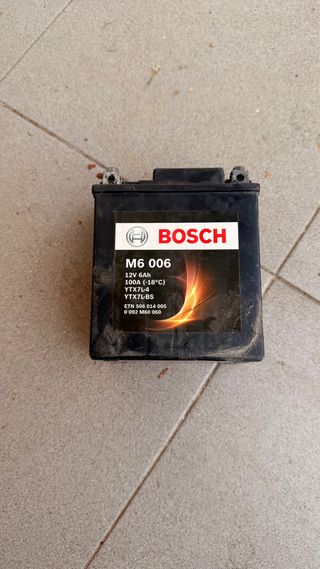 BOSCH
M6 006
12V 6Ah
100A (-18°C)
YTX7L-4
YTX7L-BS
ETN 506 014 005
0 092 M60 060